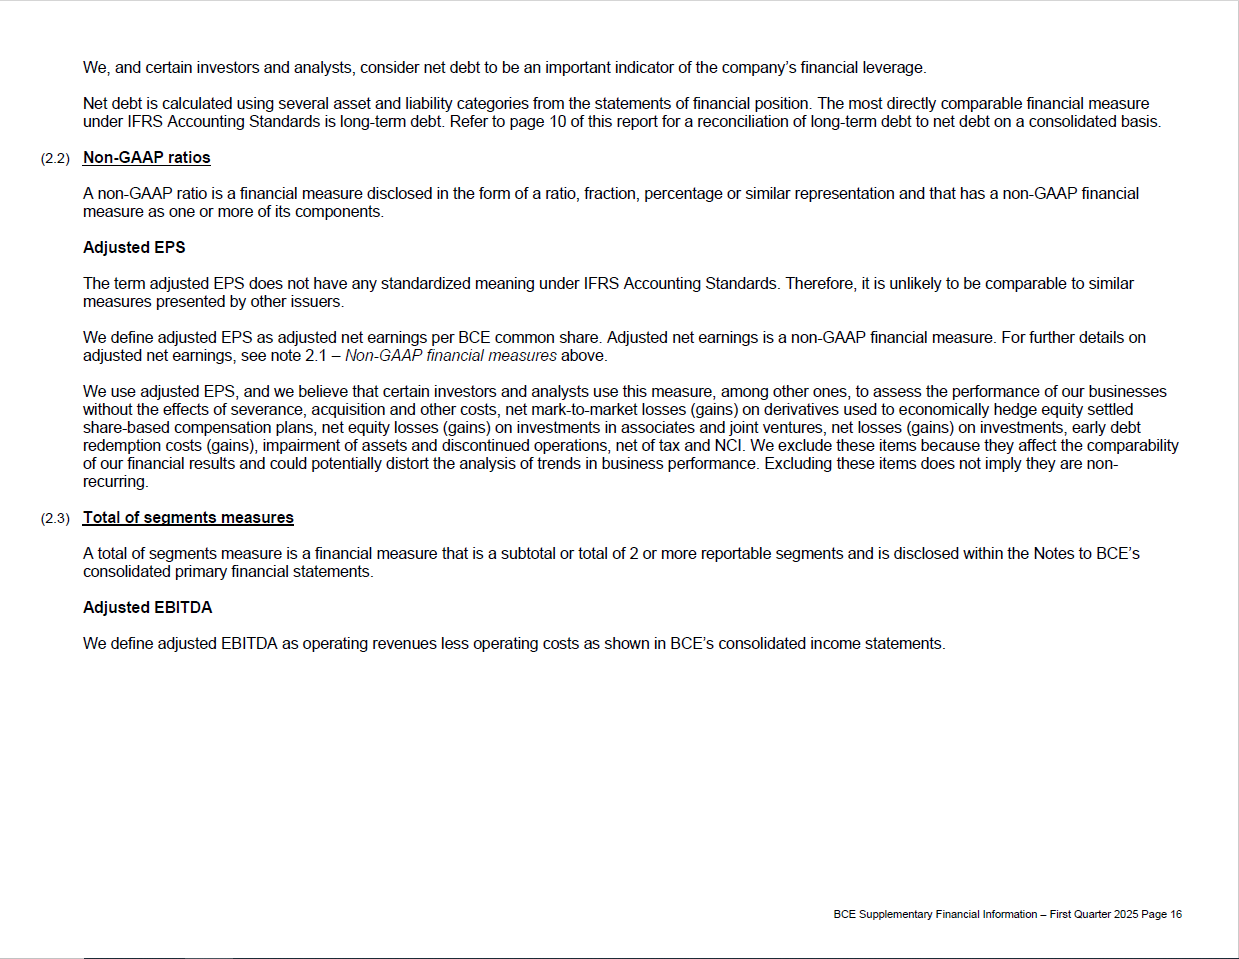 We, and certain investors and analysts, consider net debt to be an important indicator of the company’s financial leverage.
Net debt is calculated using several asset and liability categories from the statements of financial position. The most directly comparable financial measure
under IFRS Accounting Standards is long-term debt. Refer to page 10 of this report for a reconciliation of long-term debt to net debt on a consolidated basis.
(2.2) Non-GAAP ratios
A non-GAAP ratio is a financial measure disclosed in the form of a ratio, fraction, percentage or similar representation and that has a non-GAAP financial
measure as one or more of its components.
Adjusted EPS
The term adjusted EPS does not have any standardized meaning under IFRS Accounting Standards. Therefore, it is unlikely to be comparable to similar
measures presented by other issuers.
We define adjusted EPS as adjusted net earnings per BCE common share. Adjusted net earnings is a non-GAAP financial measure. For further details on
adjusted net earnings, see note 2.1 – Non-GAAP financial measures above.
We use adjusted EPS, and we believe that certain investors and analysts use this measure, among other ones, to assess the performance of our businesses
without the effects of severance, acquisition and other costs, net mark-to-market losses (gains) on derivatives used to economically hedge equity settled
share-based compensation plans, net equity losses (gains) on investments in associates and joint ventures, net losses (gains) on investments, early debt
redemption costs (gains), impairment of assets and discontinued operations, net of tax and NCI. We exclude these items because they affect the comparability
of our financial results and could potentially distort the analysis of trends in business performance. Excluding these items does not imply they are non-
recurring.
(2.3) Total of segments measures
A total of segments measure is a financial measure that is a subtotal or total of 2 or more reportable segments and is disclosed within the Notes to BCE’s
consolidated primary financial statements.
Adjusted EBITDA
We define adjusted EBITDA as operating revenues less operating costs as shown in BCE’s consolidated income statements.
BCE Supplementary Financial Information – First Quarter 2025 Page 16